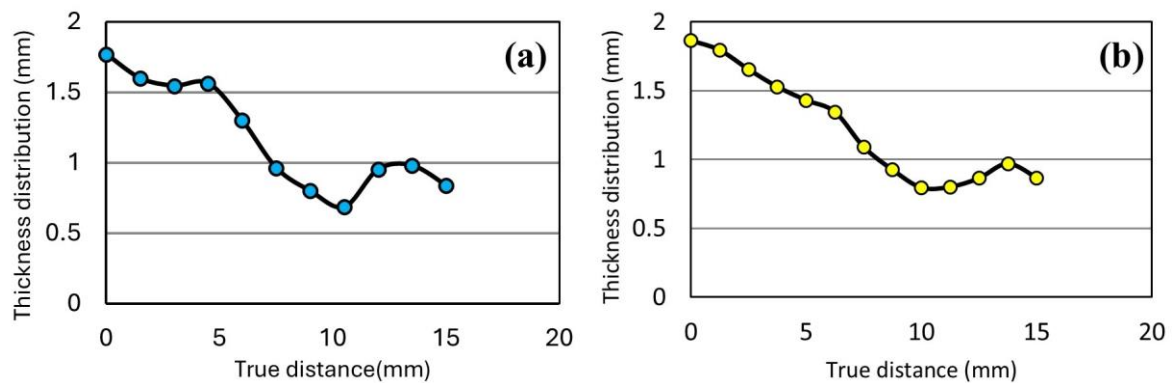 (a)
Thickness distribution (mm)
2
1.5
1
0.5
0
0 5 10 15 20
True distance(mm)
(b)
Thickness distribution (mm)
2
1.5
1
0.5
0
0 5 10 15 20
True distance (mm)